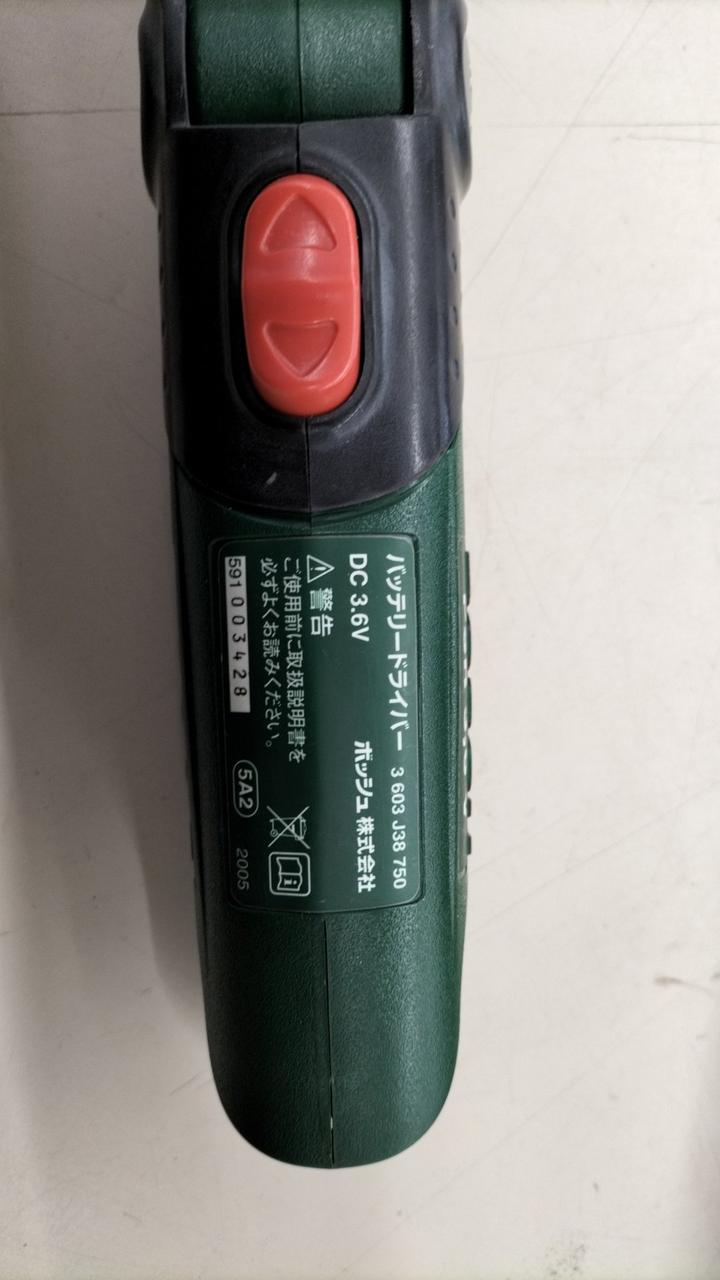 バッテリードライバー 3 603 J38 750
DC 3.6V
ボッシュ株式会社
警告
ご使用前に取扱説明書を
必ずよくお読みください。
591003428
5A2
2005